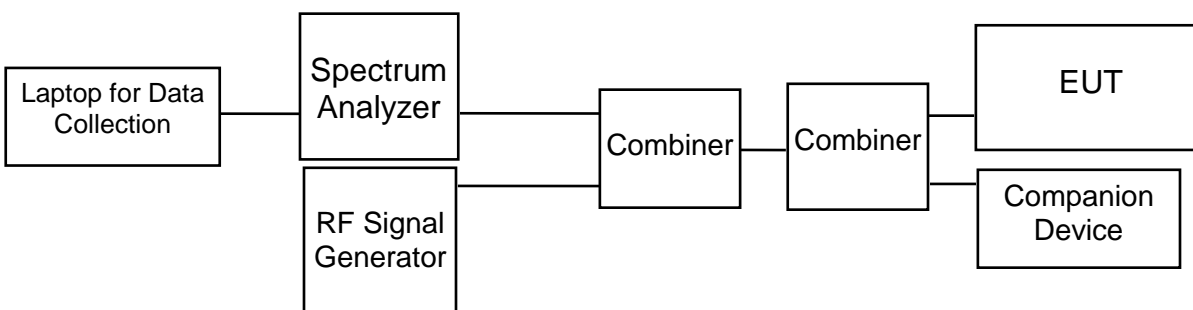 Laptop for Data
Collection
Spectrum
Analyzer
RF Signal
Generator
Combiner
Combiner
EUT
Companion
Device